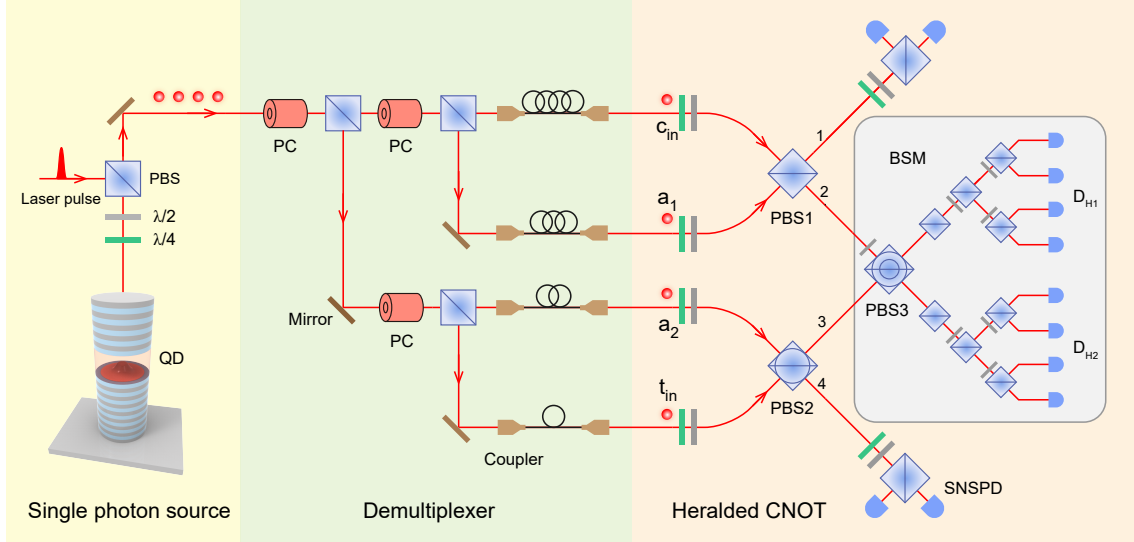 Laser pulse
PBS
λ/2
λ/4
QD
Single photon source
PC
PC
Mirror
PC
Coupler
Demultiplexer
c_in
a_1
a_2
t_in
PBS1
1
2
PBS2
3
4
BSM
PBS3
D_H1
D_H2
SNSPD
Heralded CNOT